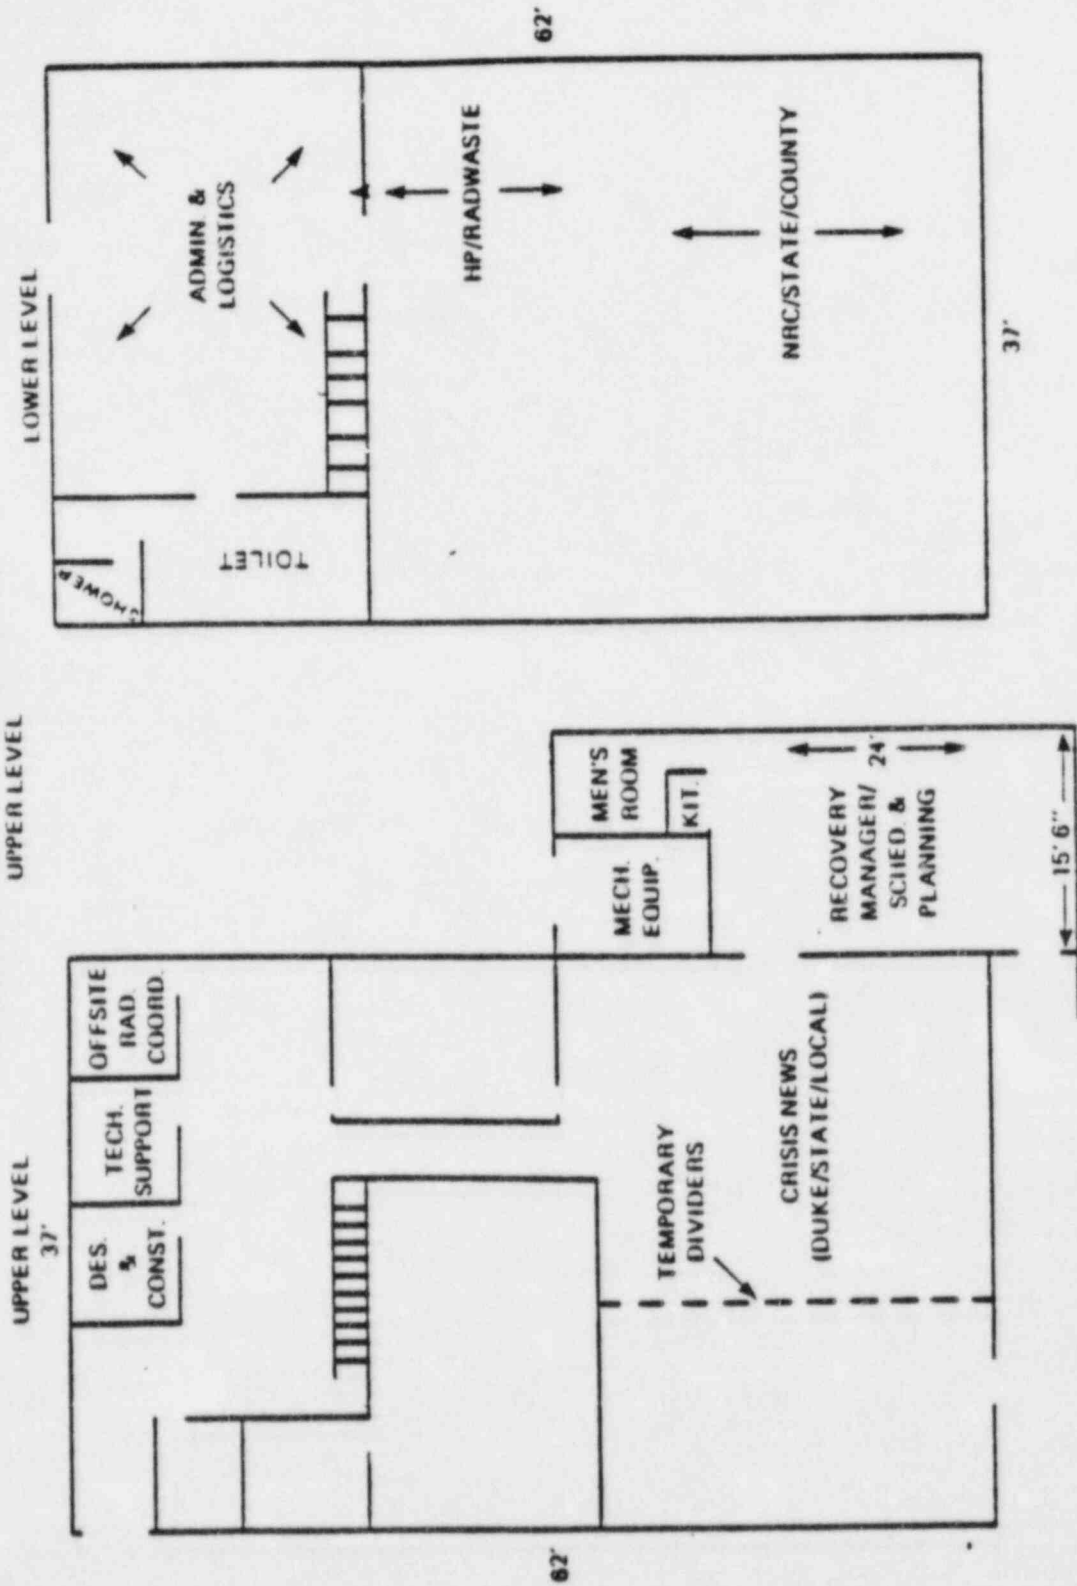 LOWER LEVEL
62'
ADMIN. &
LOGISTICS
HP/RADWASTE
NRC/STATE/COUNTY
37'
SHOWER
TOILET
UPPER LEVEL
UPPER LEVEL
37'
DES.
&
CONST.
TECH.
SUPPORT
OFFSITE
RAD.
COORD.
MECH.
EQUIP.
MEN'S
ROOM
KIT.
RECOVERY
MANAGER/
SCHED. &
PLANNING
24'
15' 6"
CRISIS NEWS
(DUKE/STATE/LOCAL)
TEMPORARY
DIVIDERS
62'